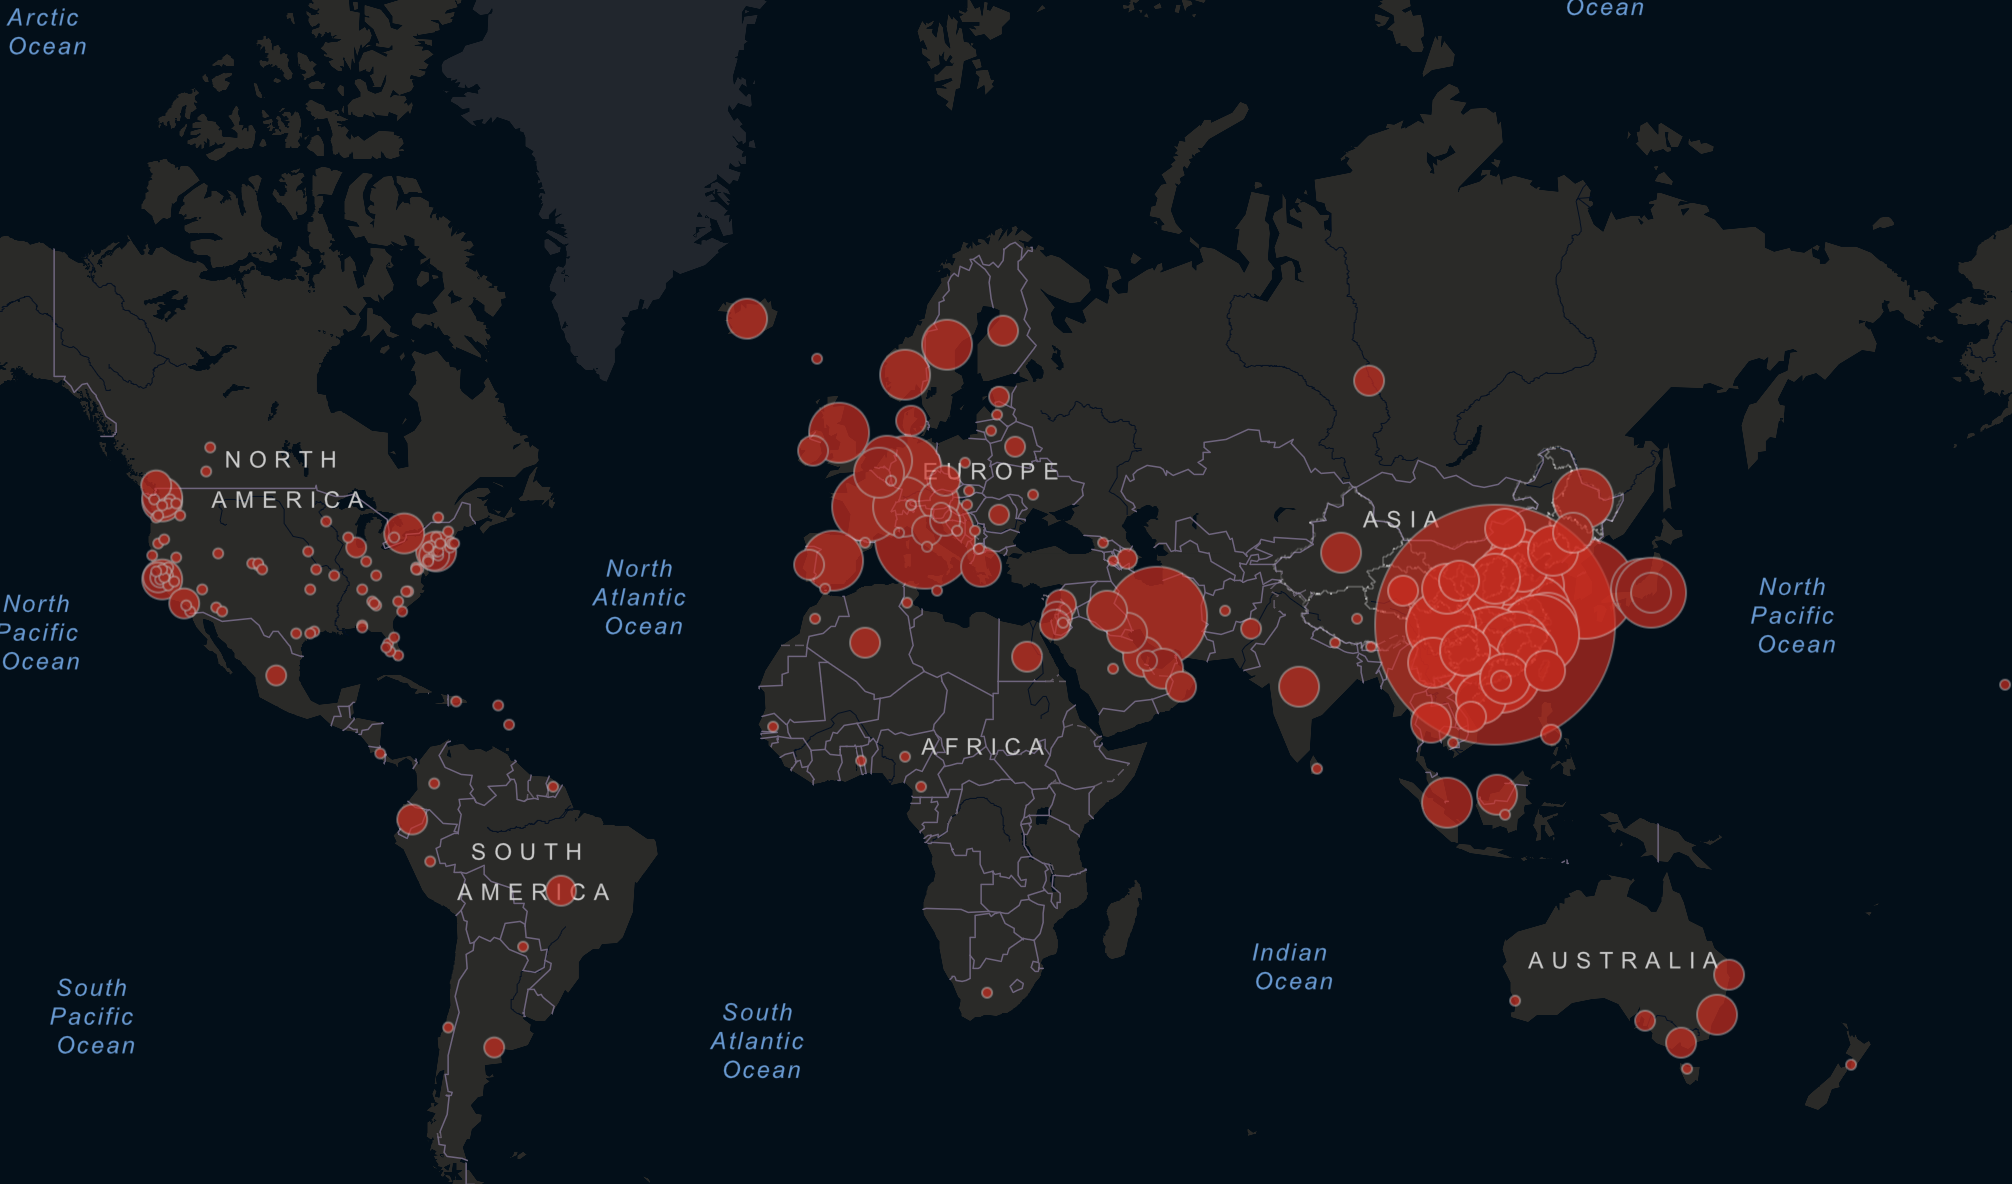 Arctic
Ocean
Ocean
NORTH
AMERICA
EUROPE
ASIA
North
Atlantic
Ocean
North
Pacific
Ocean
North
Pacific
Ocean
AFRICA
SOUTH
AMERICA
Indian
Ocean
AUSTRALIA
South
Pacific
Ocean
South
Atlantic
Ocean